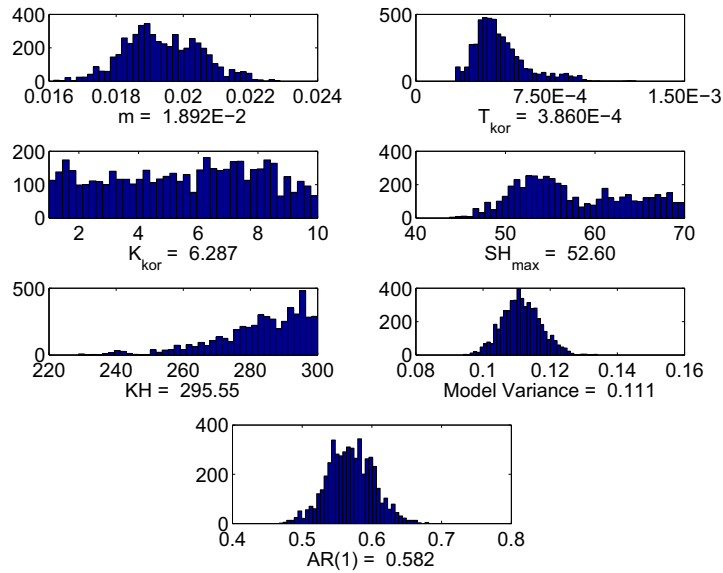 400
200
0
0.016 0.018 0.02 0.022 0.024
m = 1.892E−2
500
0
0 7.50E−4 1.50E−3
T_kor = 3.860E−4
200
100
0
2 4 6 8 10
K_kor = 6.287
400
200
0
40 50 60 70
SH_max = 52.60
500
0
220 240 260 280 300
KH = 295.55
400
200
0
0.08 0.1 0.12 0.14 0.16
Model Variance = 0.111
400
200
0
0.4 0.5 0.6 0.7 0.8
AR(1) = 0.582